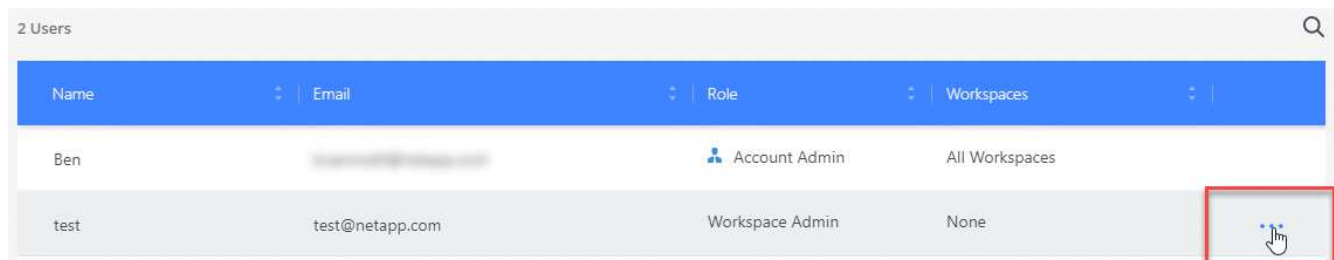 2 Users
Name Email Role Workspaces
Ben Account Admin All Workspaces
test test@netapp.com Workspace Admin None